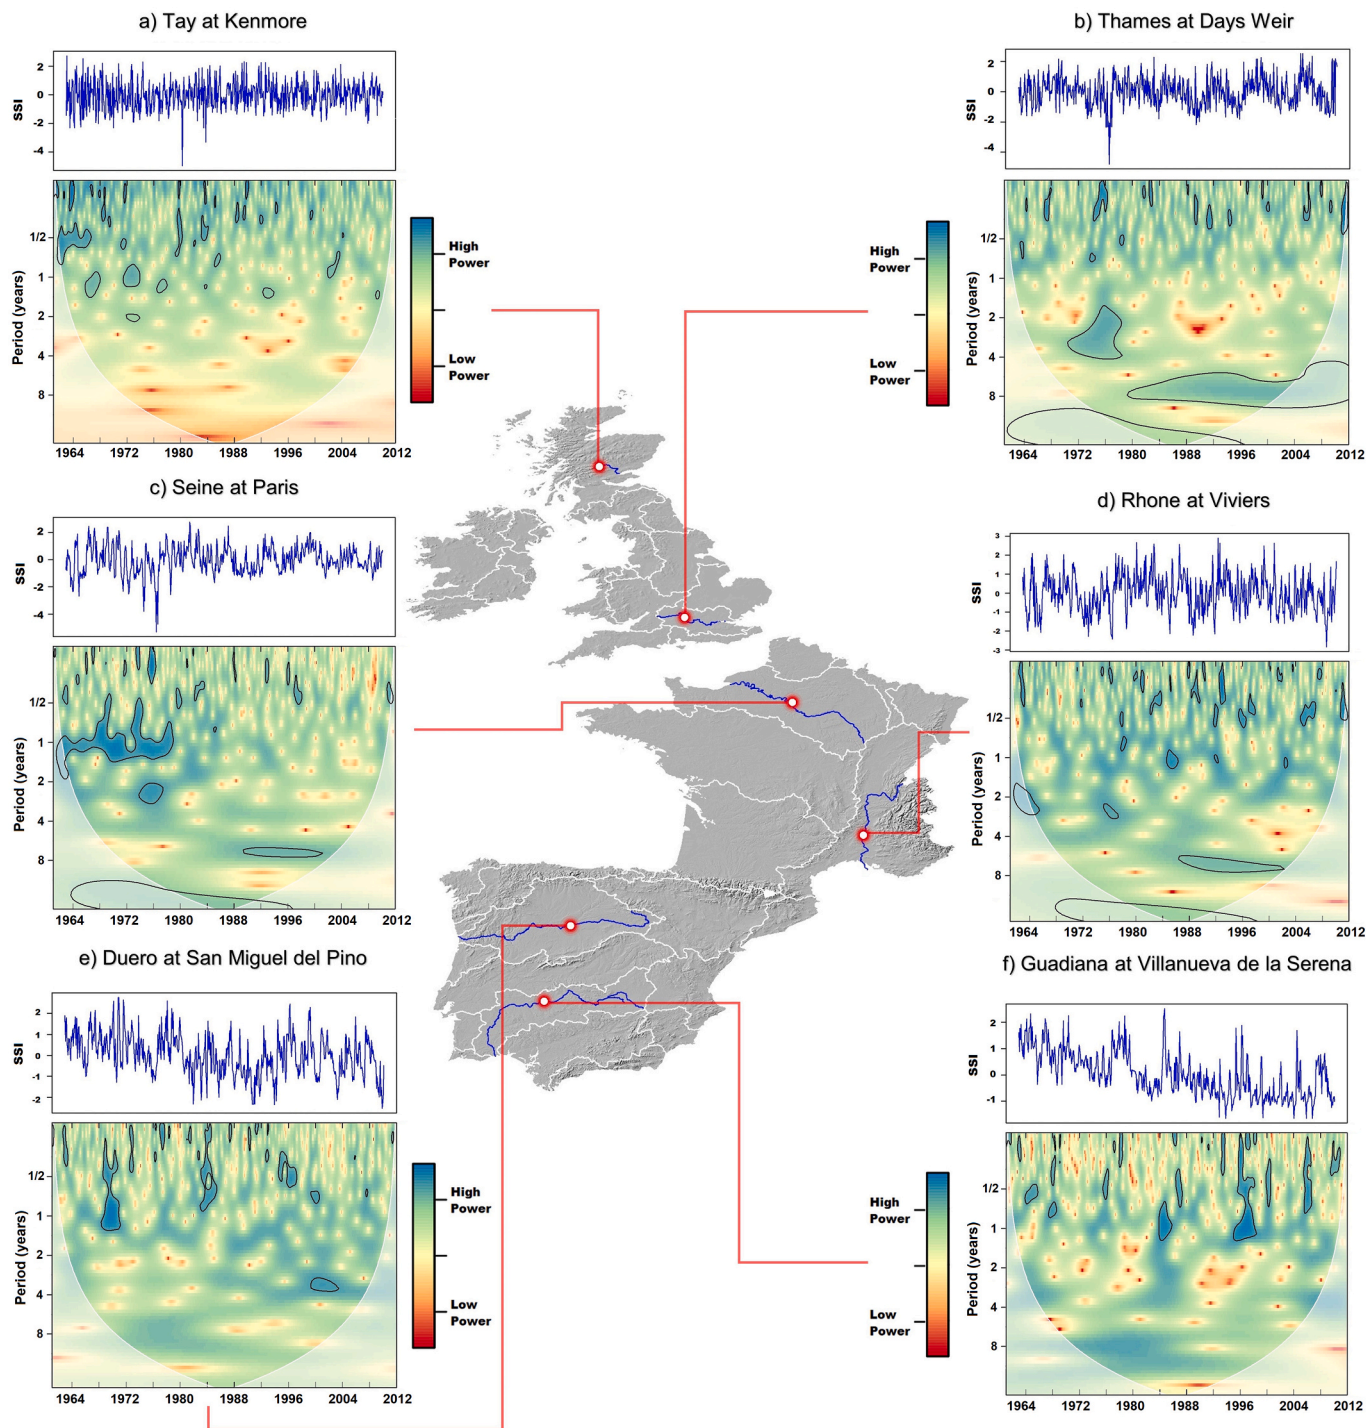 a) Tay at Kenmore
SSI
2
0
-2
-4
Period (years)
1/2
1
2
4
8
1964 1972 1980 1988 1996 2004 2012
High
Power
Low
Power
b) Thames at Days Weir
SSI
2
0
-2
-4
Period (years)
1/2
1
2
4
8
1964 1972 1980 1988 1996 2004 2012
High
Power
Low
Power
c) Seine at Paris
SSI
2
0
-2
-4
Period (years)
1/2
1
2
4
8
1964 1972 1980 1988 1996 2004 2012
d) Rhone at Viviers
SSI
3
2
1
0
-1
-2
-3
Period (years)
1/2
1
2
4
8
1964 1972 1980 1988 1996 2004 2012
e) Duero at San Miguel del Pino
SSI
2
1
0
-1
-2
Period (years)
1/2
1
2
4
8
1964 1972 1980 1988 1996 2004 2012
High
Power
Low
Power
f) Guadiana at Villanueva de la Serena
SSI
2
1
0
-1
Period (years)
1/2
1
2
4
8
1964 1972 1980 1988 1996 2004 2012
High
Power
Low
Power